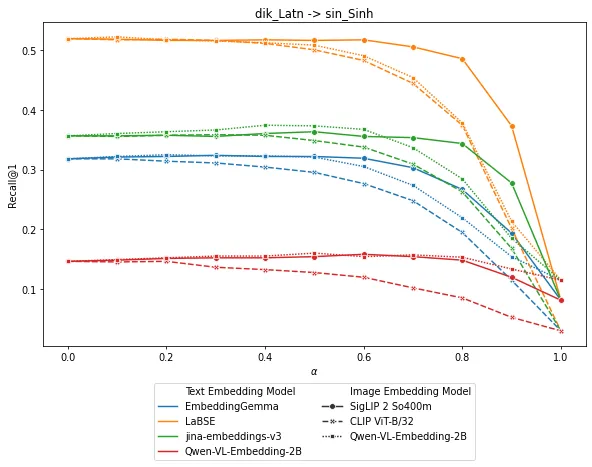 dik_Latn -> sin_Sinh
0.5
0.4
0.3
0.2
0.1
Recall@1
0.0
0.2
0.4
0.6
0.8
1.0
α
Text Embedding Model
EmbeddingGemma
LaBSE
jina-embeddings-v3
Qwen-VL-Embedding-2B
Image Embedding Model
SigLIP 2 So400m
CLIP ViT-B/32
Qwen-VL-Embedding-2B